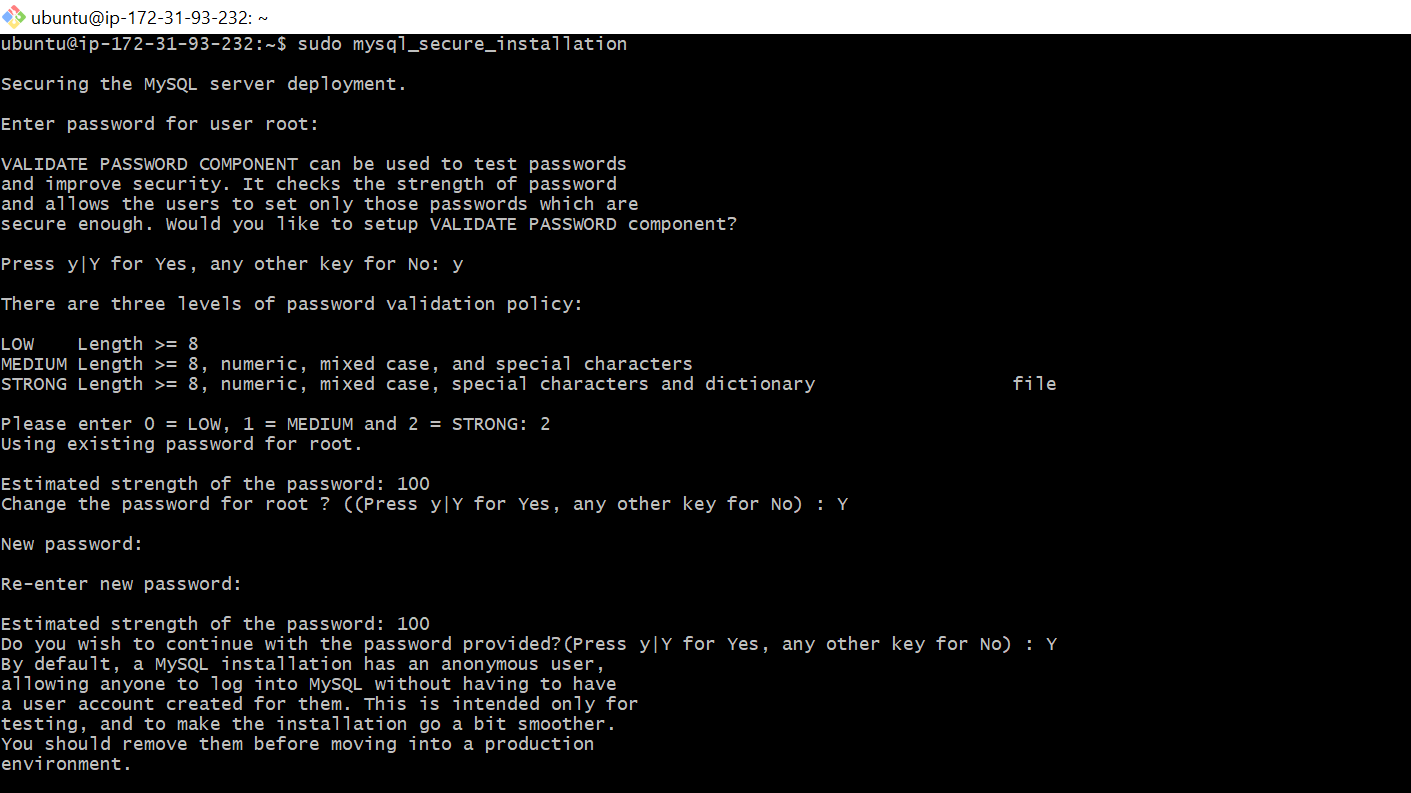 ubuntu@ip-172-31-93-232: ~
ubuntu@ip-172-31-93-232:~$ sudo mysql_secure_installation
Securing the MySQL server deployment.
Enter password for user root:
VALIDATE PASSWORD COMPONENT can be used to test passwords
and improve security. It checks the strength of password
and allows the users to set only those passwords which are
secure enough. Would you like to setup VALIDATE PASSWORD component?
Press y|Y for Yes, any other key for No: y
There are three levels of password validation policy:
LOW    Length >= 8
MEDIUM Length >= 8, numeric, mixed case, and special characters
STRONG Length >= 8, numeric, mixed case, special characters and dictionary                  file
Please enter 0 = LOW, 1 = MEDIUM and 2 = STRONG: 2
Using existing password for root.
Estimated strength of the password: 100
Change the password for root ? ((Press y|Y for Yes, any other key for No) : Y
New password:
Re-enter new password:
Estimated strength of the password: 100
Do you wish to continue with the password provided?(Press y|Y for Yes, any other key for No) : Y
By default, a MySQL installation has an anonymous user,
allowing anyone to log into MySQL without having to have
a user account created for them. This is intended only for
testing, and to make the installation go a bit smoother.
You should remove them before moving into a production
environment.